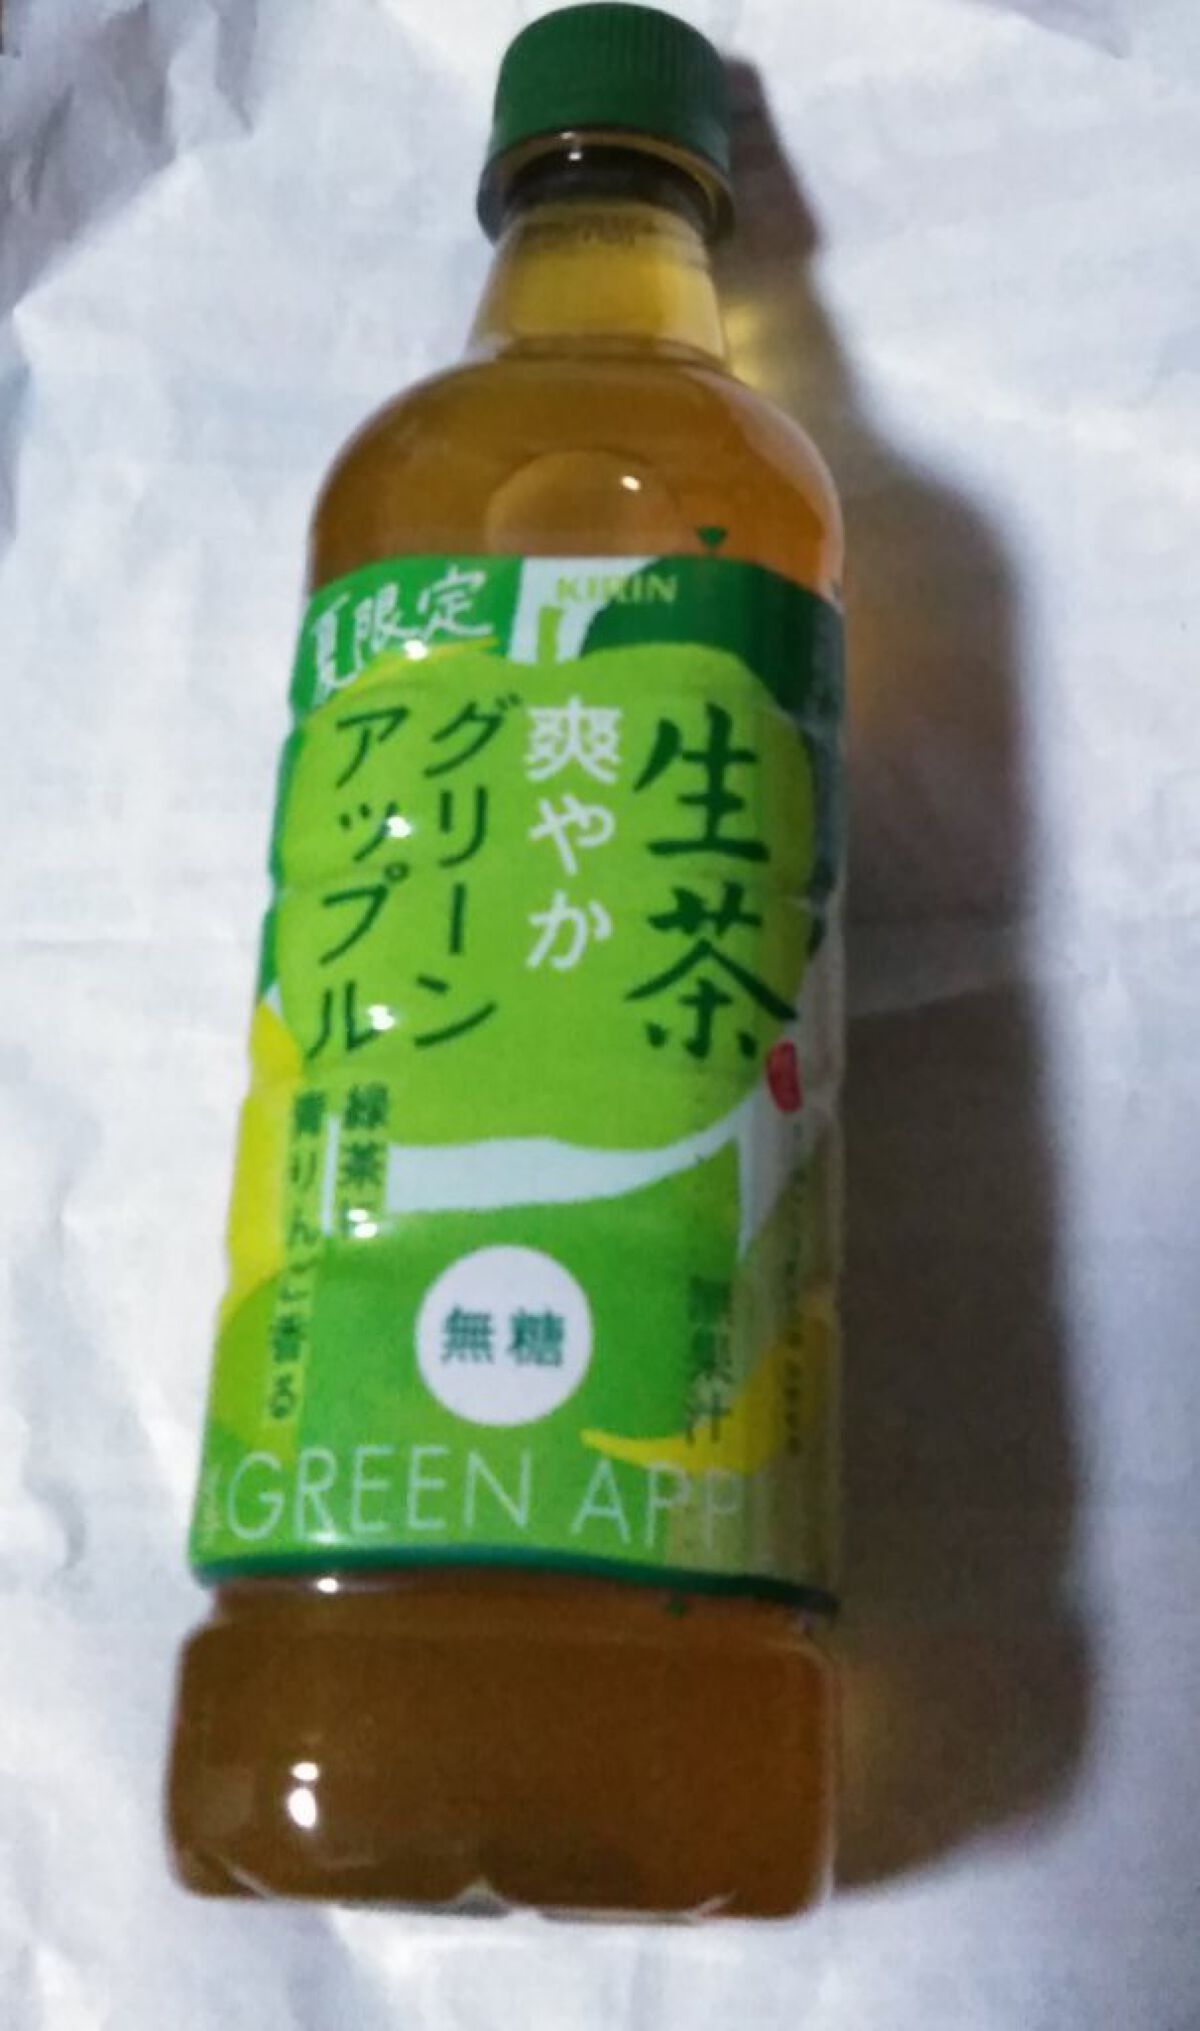 夏限定
KIRIN
生茶
爽やか
グリーン
アップル
緑茶に
青りんご香る
無糖
無果汁
GREEN APP